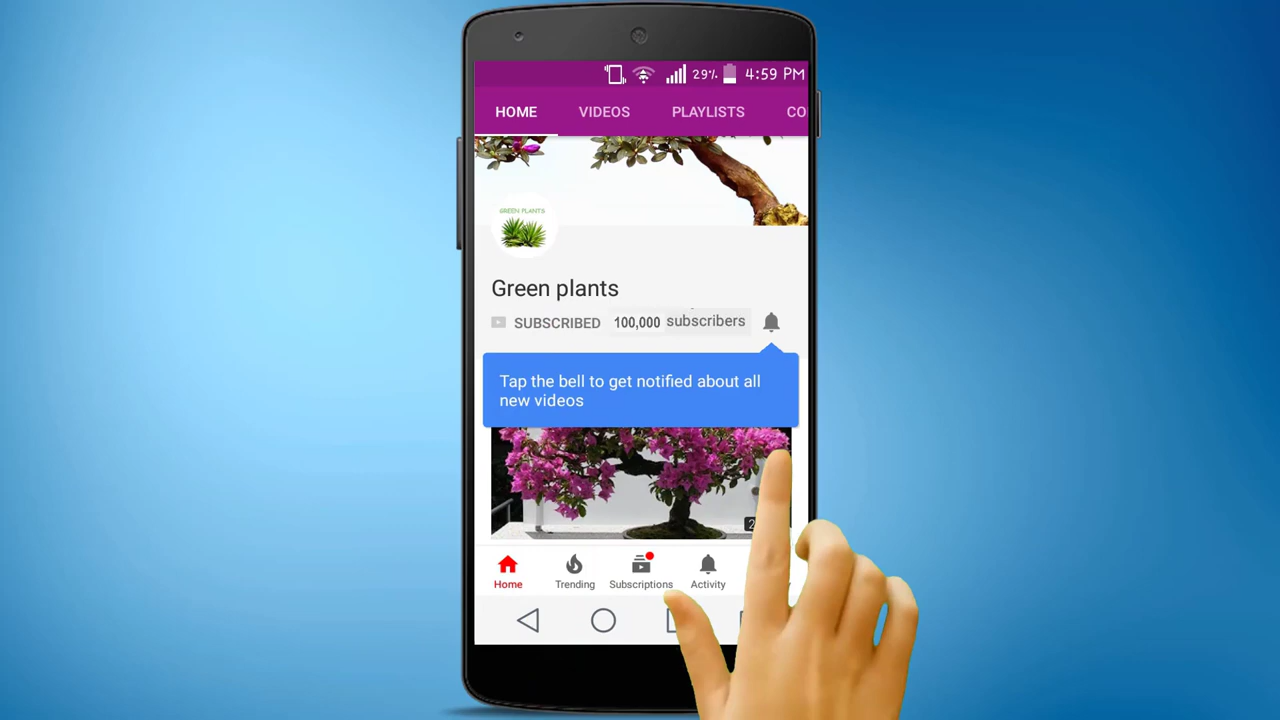 29% 4:59 PM
HOME VIDEOS PLAYLISTS CO
GREEN PLANTS
Green plants
SUBSCRIBED 100,000 subscribers
Tap the bell to get notified about all
new videos
2
Home Trending Subscriptions Activity